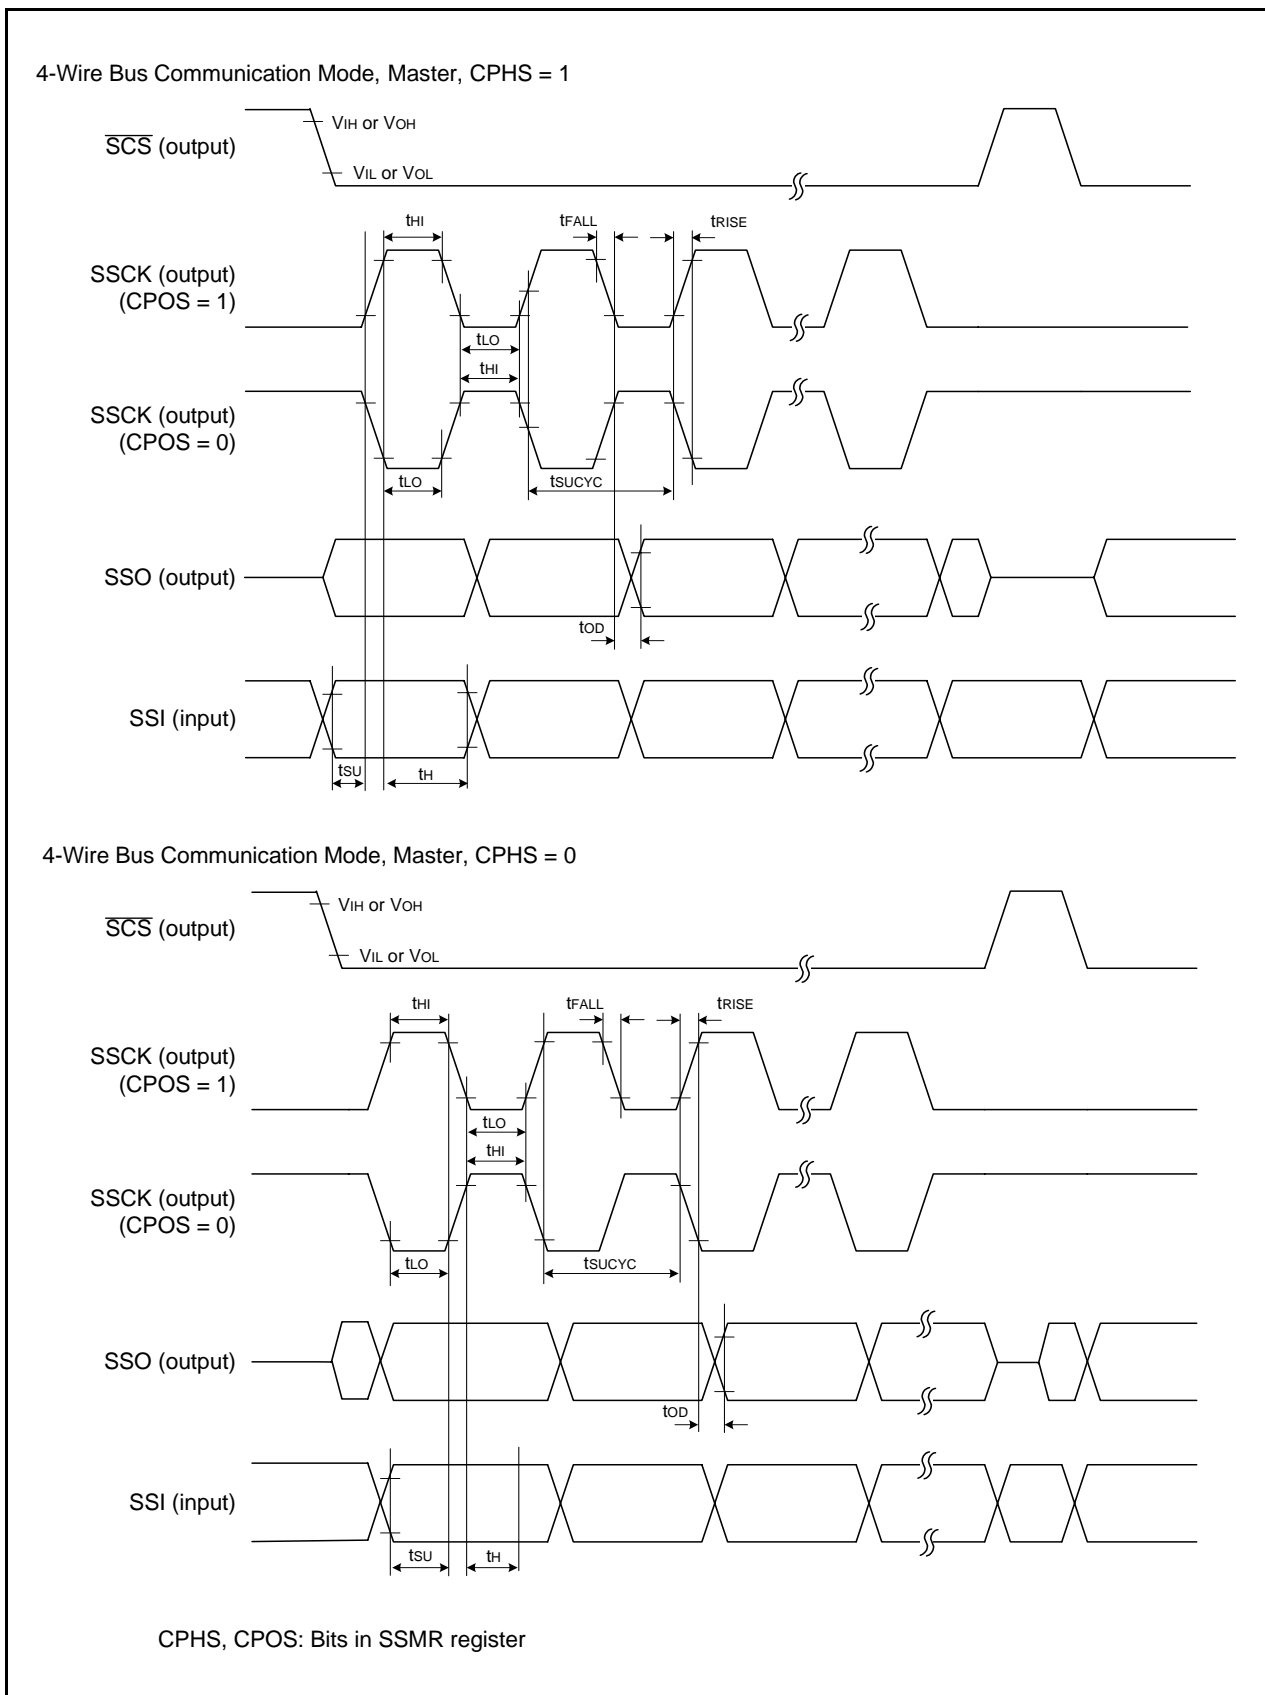 4-Wire Bus Communication Mode, Master, CPHS = 1
VIH or VOH
SCS (output)
VIL or VOL
tHI
tFALL
tRISE
SSCK (output)
(CPOS = 1)
tLO
tHI
SSCK (output)
(CPOS = 0)
tLO
tSUCYC
SSO (output)
tOD
SSI (input)
tSU
tH
4-Wire Bus Communication Mode, Master, CPHS = 0
VIH or VOH
SCS (output)
VIL or VOL
tHI
tFALL
tRISE
SSCK (output)
(CPOS = 1)
tLO
tHI
SSCK (output)
(CPOS = 0)
tLO
tSUCYC
SSO (output)
tOD
SSI (input)
tSU
tH
CPHS, CPOS: Bits in SSMR register